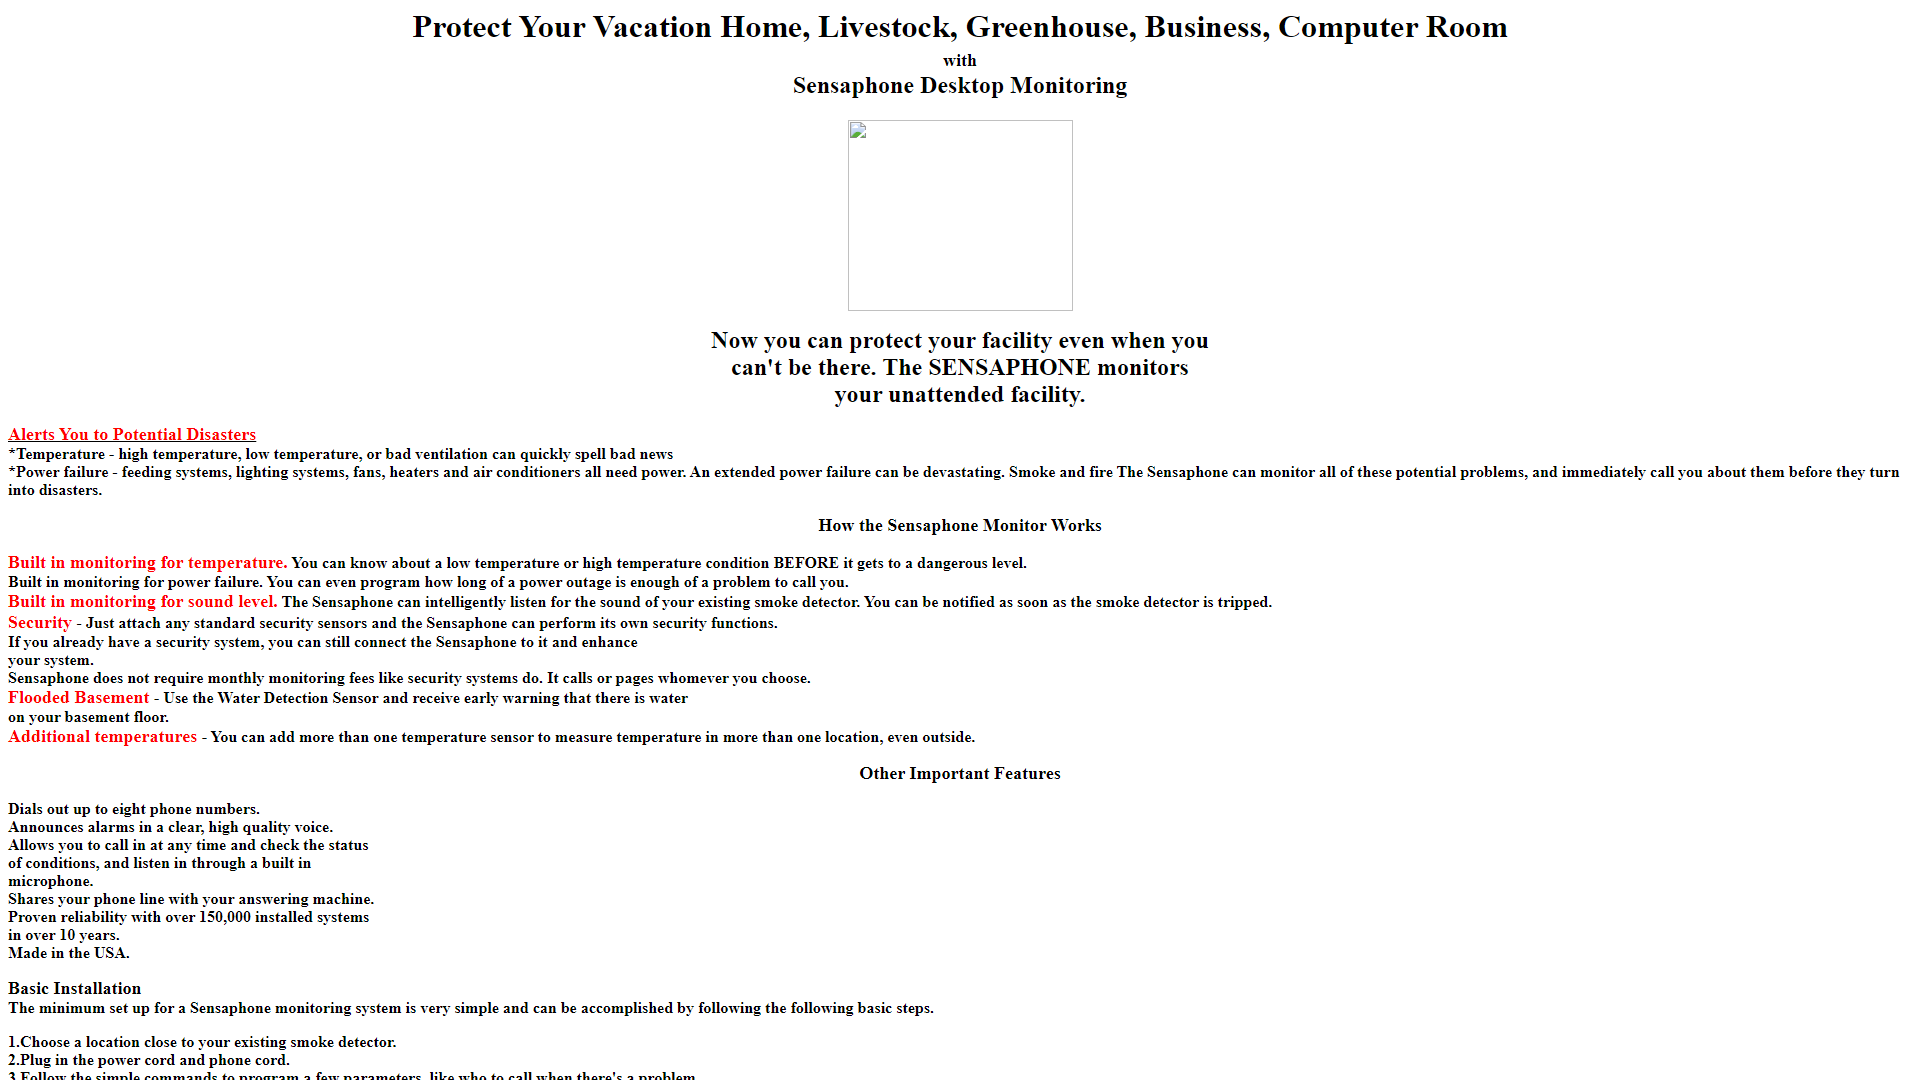 Protect Your Vacation Home, Livestock, Greenhouse, Business, Computer Room
with
Sensaphone Desktop Monitoring
Now you can protect your facility even when you
can't be there. The SENSAPHONE monitors
your unattended facility.
Alerts You to Potential Disasters
*Temperature - high temperature, low temperature, or bad ventilation can quickly spell bad news
*Power failure - feeding systems, lighting systems, fans, heaters and air conditioners all need power. An extended power failure can be devastating. Smoke and fire The Sensaphone can monitor all of these potential problems, and immediately call you about them before they turn
into disasters.
How the Sensaphone Monitor Works
Built in monitoring for temperature. You can know about a low temperature or high temperature condition BEFORE it gets to a dangerous level.
Built in monitoring for power failure. You can even program how long of a power outage is enough of a problem to call you.
Built in monitoring for sound level. The Sensaphone can intelligently listen for the sound of your existing smoke detector. You can be notified as soon as the smoke detector is tripped.
Security - Just attach any standard security sensors and the Sensaphone can perform its own security functions.
If you already have a security system, you can still connect the Sensaphone to it and enhance
your system.
Sensaphone does not require monthly monitoring fees like security systems do. It calls or pages whomever you choose.
Flooded Basement - Use the Water Detection Sensor and receive early warning that there is water
on your basement floor.
Additional temperatures - You can add more than one temperature sensor to measure temperature in more than one location, even outside.
Other Important Features
Dials out up to eight phone numbers.
Announces alarms in a clear, high quality voice.
Allows you to call in at any time and check the status
of conditions, and listen in through a built in
microphone.
Shares your phone line with your answering machine.
Proven reliability with over 150,000 installed systems
in over 10 years.
Made in the USA.
Basic Installation
The minimum set up for a Sensaphone monitoring system is very simple and can be accomplished by following the following basic steps.
1.Choose a location close to your existing smoke detector.
2.Plug in the power cord and phone cord.
3.Follow the simple commands to program a few parameters, like who to call when there's a problem.